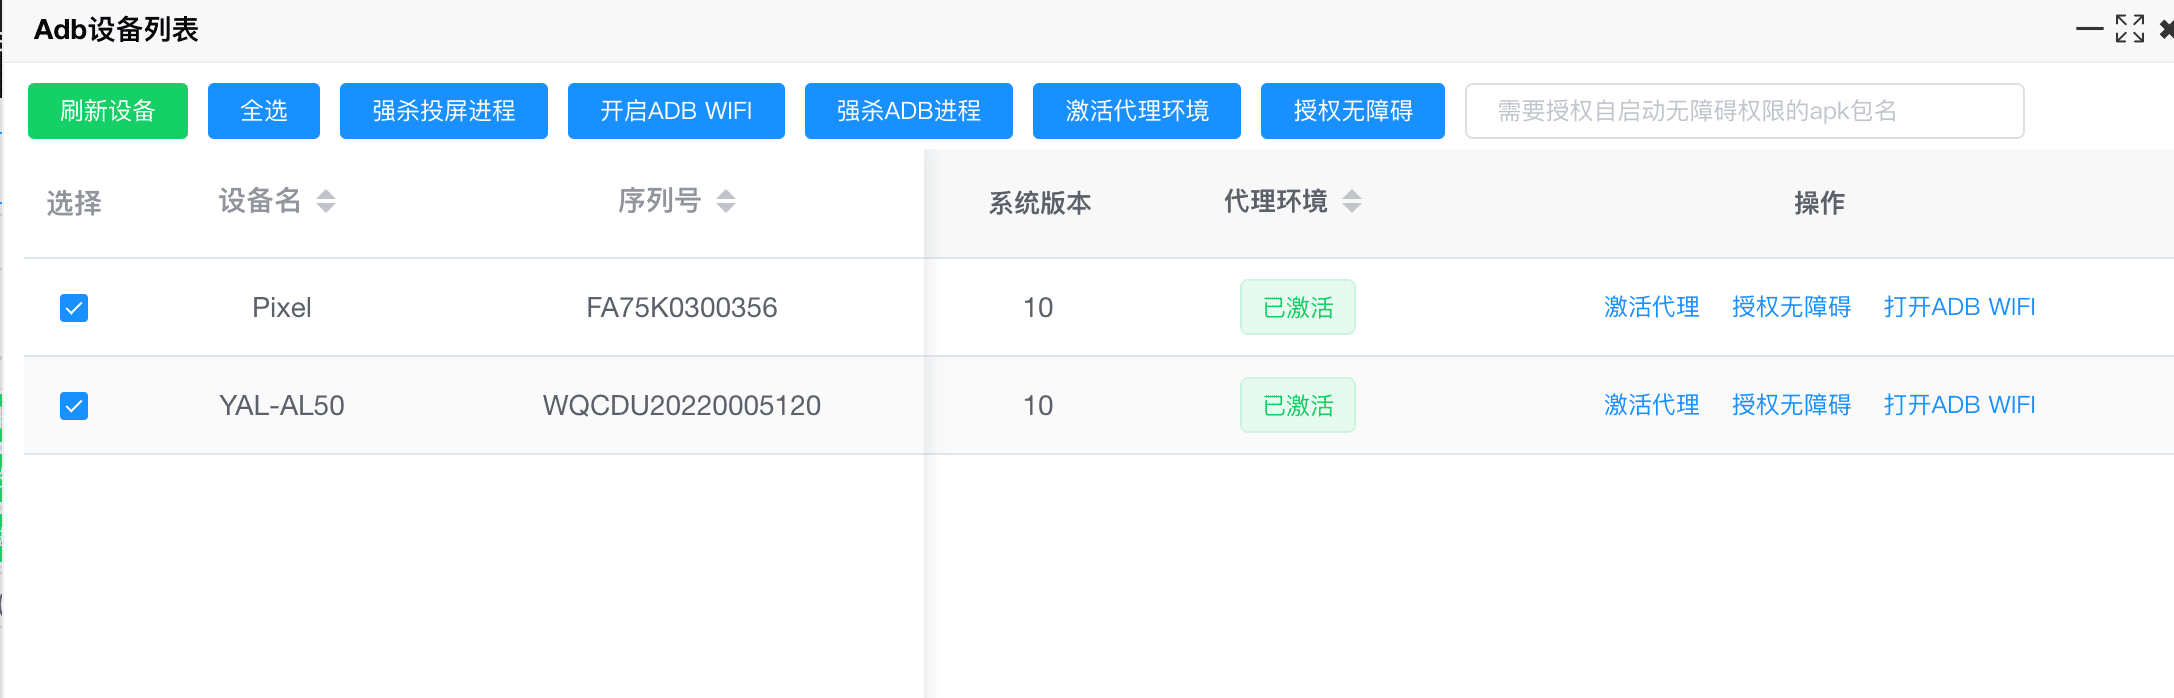 Adb设备列表
刷新设备 全选 强杀投屏进程 开启ADB WIFI 强杀ADB进程 激活代理环境 授权无障碍 需要授权自启动无障碍权限的apk包名
选择 设备名 序列号 系统版本 代理环境 操作
Pixel FA75K0300356 10 已激活 激活代理 授权无障碍 打开ADB WIFI
YAL-AL50 WQCDU20220005120 10 已激活 激活代理 授权无障碍 打开ADB WIFI